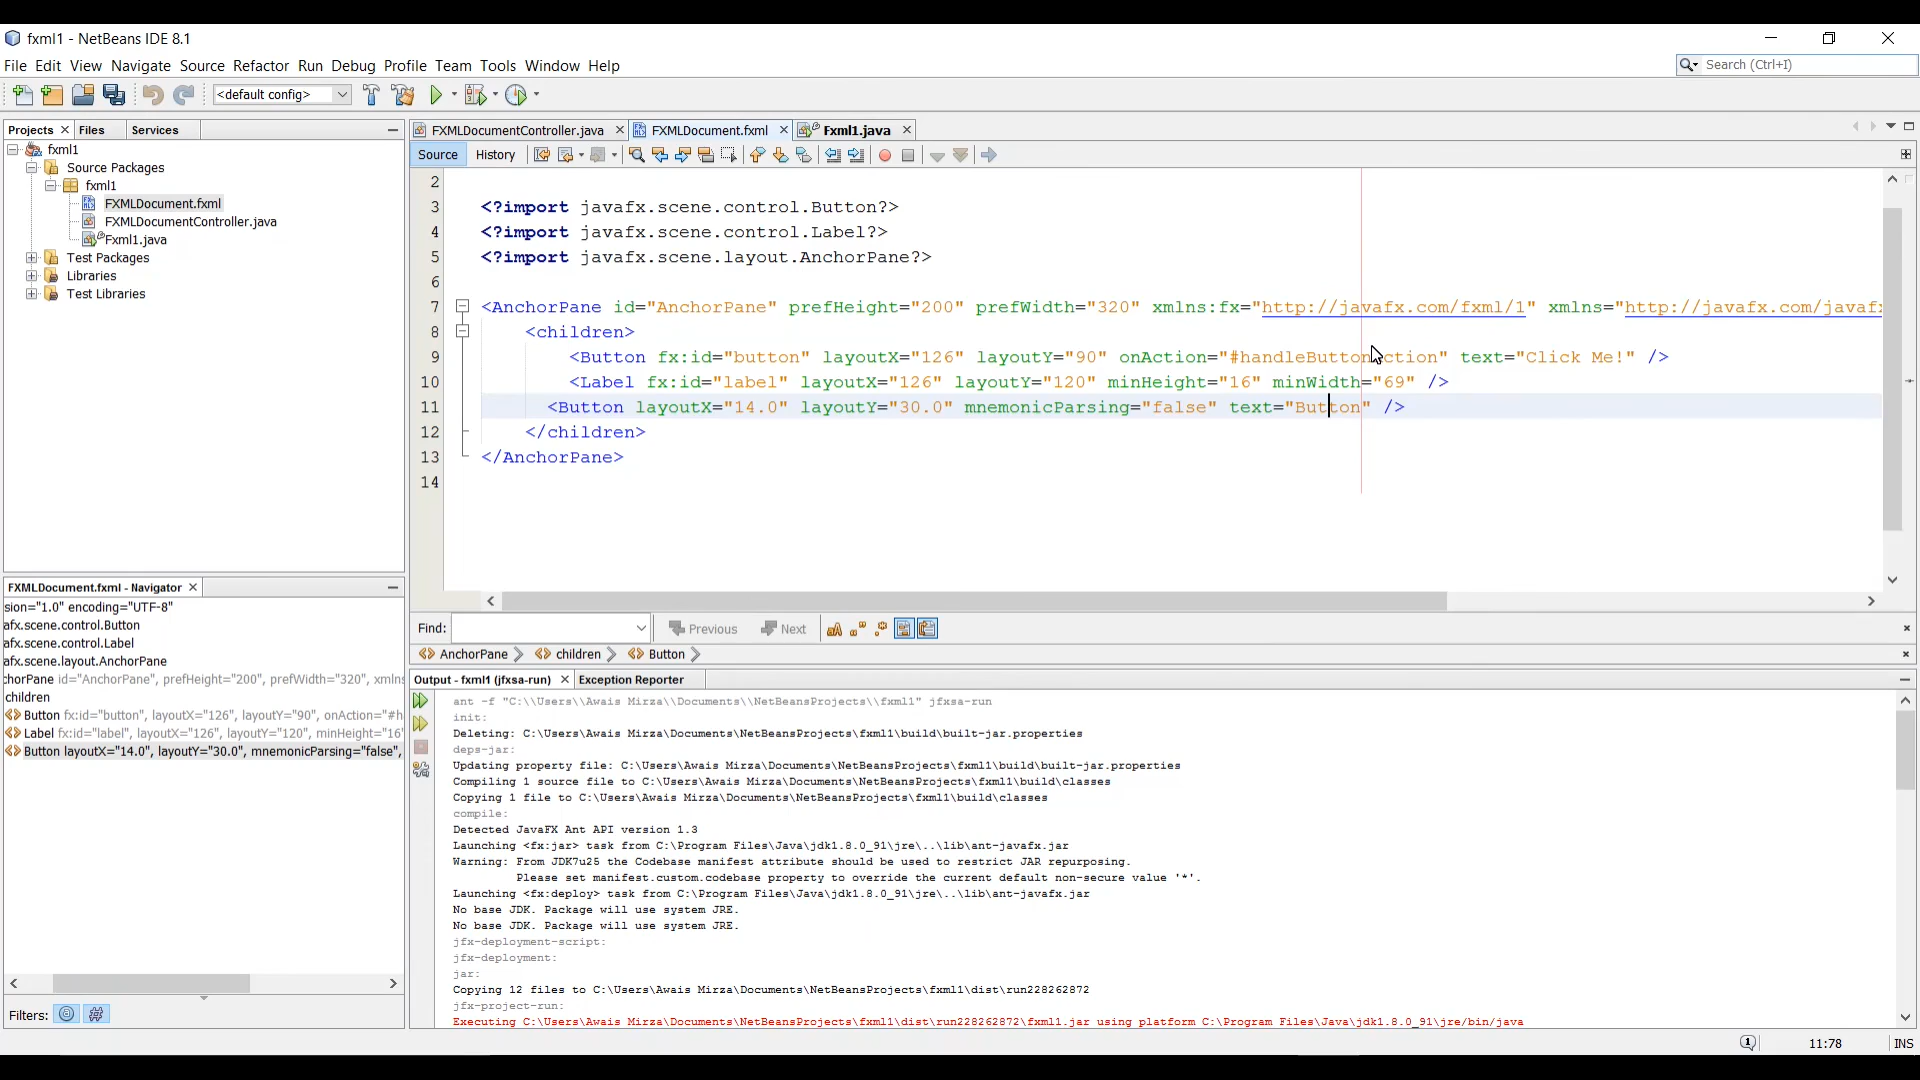 fxml1 - NetBeans IDE 8.1
File Edit View Navigate Source Refactor Run Debug Profile Team Tools Window Help
Search (Ctrl+I)
<default config>
Projects Files Services
fxml1
Source Packages
fxml1
FXMLDocument.fxml
FXMLDocumentController.java
Fxml1.java
Test Packages
Libraries
Test Libraries
FXMLDocumentController.java FXMLDocument.fxml Fxml1.java
Source History
2
3 <?import javafx.scene.control.Button?>
4 <?import javafx.scene.control.Label?>
5 <?import javafx.scene.layout.AnchorPane?>
6
7 <AnchorPane id="AnchorPane" prefHeight="200" prefWidth="320" xmlns:fx="http://javafx.com/fxml/1" xmlns="http://javafx.com/javaf
8 <children>
9 <Button fx:id="button" layoutX="126" layoutY="90" onAction="#handleButton ction" text="Click Me!" />
10 <Label fx:id="label" layoutX="126" layoutY="120" minHeight="16" minWidth="69" />
11 <Button layoutX="14.0" layoutY="30.0" mnemonicParsing="false" text="Button" />
12 </children>
13 </AnchorPane>
14
Find: Previous Next
AnchorPane children Button
FXMLDocument.fxml - Navigator
sion="1.0" encoding="UTF-8"
afx.scene.control.Button
afx.scene.control.Label
afx.scene.layout.AnchorPane
chorPane id="AnchorPane", prefHeight="200", prefWidth="320", xmlns
children
Button fx:id="button", layoutX="126", layoutY="90", onAction="#h
Label fx:id="label", layoutX="126", layoutY="120", minHeight="16"
Button layoutX="14.0", layoutY="30.0", mnemonicParsing="false",
Filters:
Output - fxml1 (jfxsa-run) Exception Reporter
ant -f "C:\\Users\\Awais Mirza\\Documents\\NetBeansProjects\\fxml1" jfxsa-run
init:
Deleting: C:\Users\Awais Mirza\Documents\NetBeansProjects\fxml1\build\built-jar.properties
deps-jar:
Updating property file: C:\Users\Awais Mirza\Documents\NetBeansProjects\fxml1\build\built-jar.properties
Compiling 1 source file to C:\Users\Awais Mirza\Documents\NetBeansProjects\fxml1\build\classes
Copying 1 file to C:\Users\Awais Mirza\Documents\NetBeansProjects\fxml1\build\classes
compile:
Detected JavaFX Ant API version 1.3
Launching <fx:jar> task from C:\Program Files\Java\jdk1.8.0_91\jre\..\lib\ant-javafx.jar
Warning: From JDK7u25 the Codebase manifest attribute should be used to restrict JAR repurposing.
Please set manifest.custom.codebase property to override the current default non-secure value '*'.
Launching <fx:deploy> task from C:\Program Files\Java\jdk1.8.0_91\jre\..\lib\ant-javafx.jar
No base JDK. Package will use system JRE.
No base JDK. Package will use system JRE.
jfx-deployment-script:
jfx-deployment:
jar:
Copying 12 files to C:\Users\Awais Mirza\Documents\NetBeansProjects\fxml1\dist\run228262872
jfx-project-run:
Executing C:\Users\Awais Mirza\Documents\NetBeansProjects\fxml1\dist\run228262872\fxml1.jar using platform C:\Program Files\Java\jdk1.8.0_91\jre/bin/java
1 11:78 INS